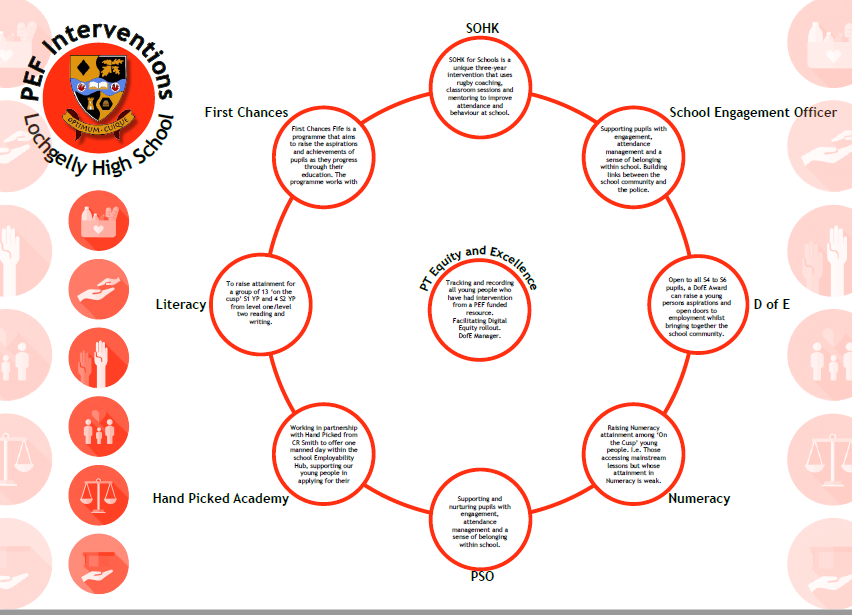 PEF Interventions
Lochgelly High School
OPTIMUM · CUIQUE
SOHK
SOHK for Schools is a
unique three-year
intervention that uses
rugby coaching,
classroom sessions and
mentoring to improve
attendance and
behaviour at school.
School Engagement Officer
Supporting pupils with
engagement,
attendance
management and a
sense of belonging
within school. Building
links between the
school community and
the police.
D of E
Open to all S4 to S6
pupils, a DofE Award
can raise a young
persons aspirations and
open doors to
employment whilst
bringing together the
school community.
Numeracy
Raising Numeracy
attainment among ‘On
the Cusp’ young
people. I.e. Those
accessing mainstream
lessons but whose
attainment in
Numeracy is weak.
PSO
Supporting and
nurturing pupils with
engagement,
attendance
management and a
sense of belonging
within school.
Hand Picked Academy
Working in partnership
with Hand Picked from
CR Smith to offer one
manned day within the
school Employability
Hub, supporting our
young people in
applying for their
Literacy
To raise attainment for
a group of 13 ‘on the
cusp’ S1 YP and 4 S2 YP
from level one/level
two reading and
writing.
First Chances
First Chances Fife is a
programme that aims
to raise the aspirations
and achievements of
pupils as they progress
through their
education. The
programme works with
PT Equity and Excellence
Tracking and recording
all young people who
have had intervention
from a PEF funded
resource.
Facilitating Digital
Equity rollout.
DofE Manager.